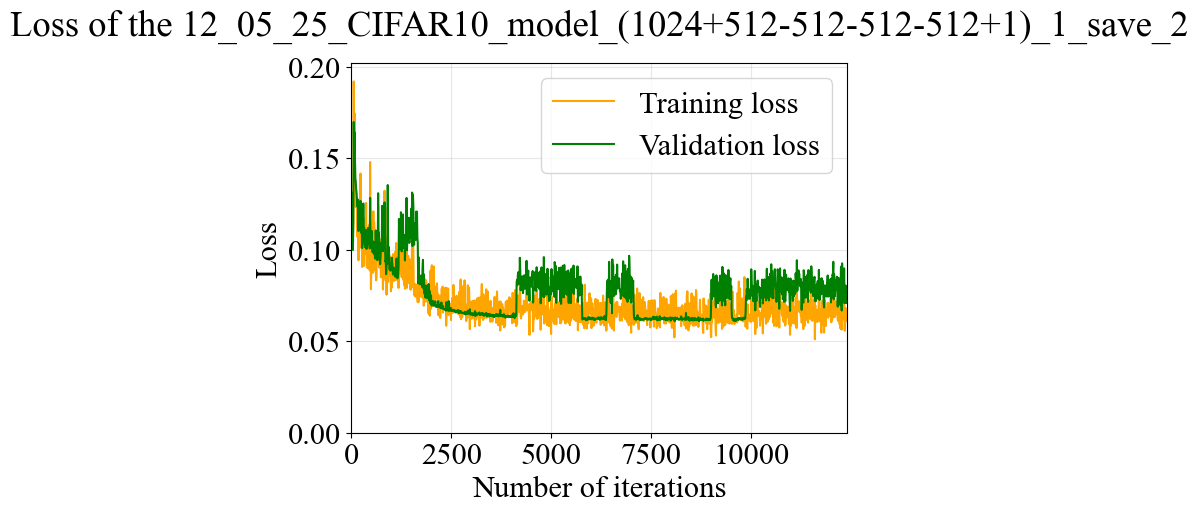 Loss of the 12_05_25_CIFAR10_model_(1024+512-512-512-512+1)_1_save_2
0.20
Training loss
Validation loss
0.15
0.10
Loss
0.05
0.00
0 2500 5000 7500 10000
Number of iterations